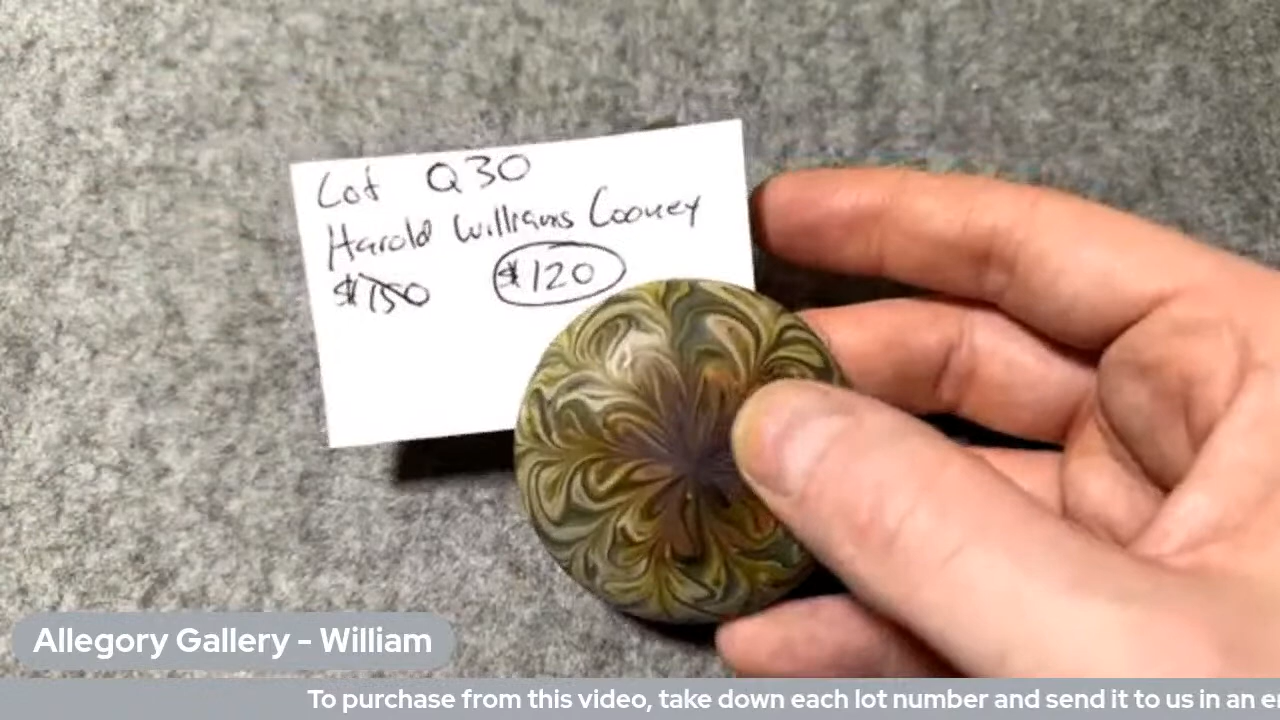 Lot Q30
Harold Williams Cooney
$150 $120
Allegory Gallery - William
To purchase from this video, take down each lot number and send it to us in an